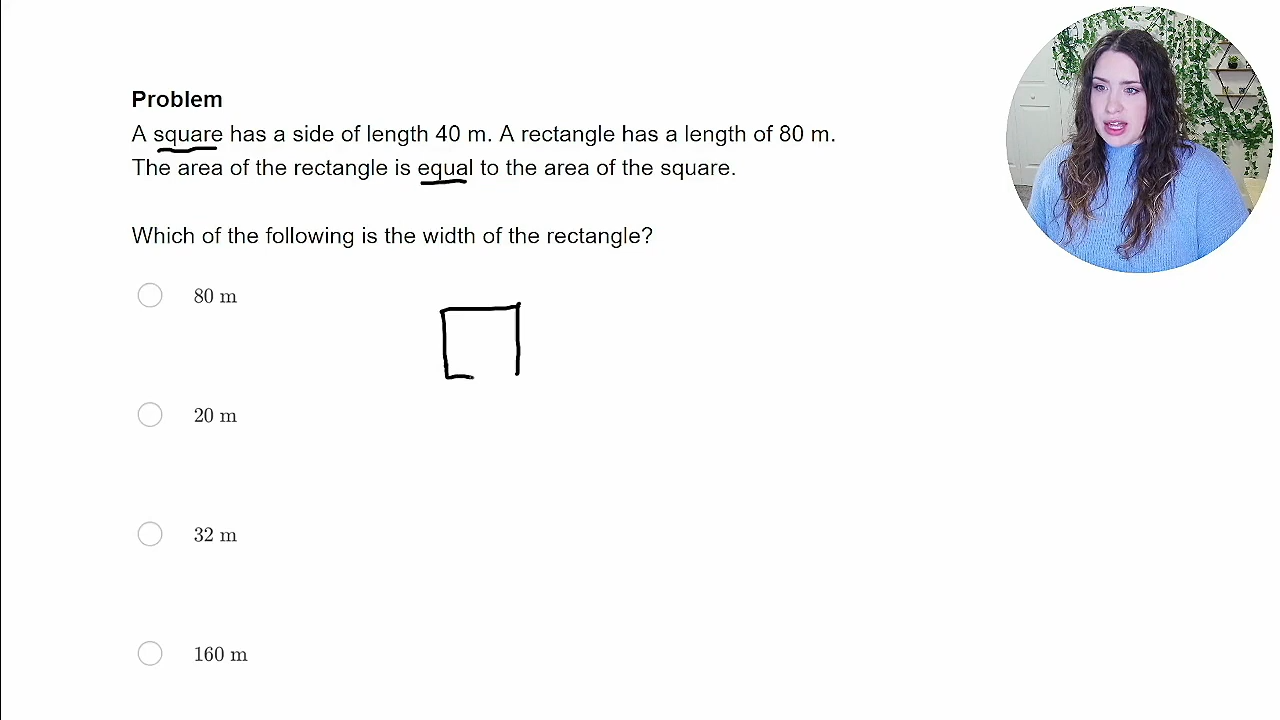 Problem
A square has a side of length 40 m. A rectangle has a length of 80 m.
The area of the rectangle is equal to the area of the square.
Which of the following is the width of the rectangle?
80 m
20 m
32 m
160 m